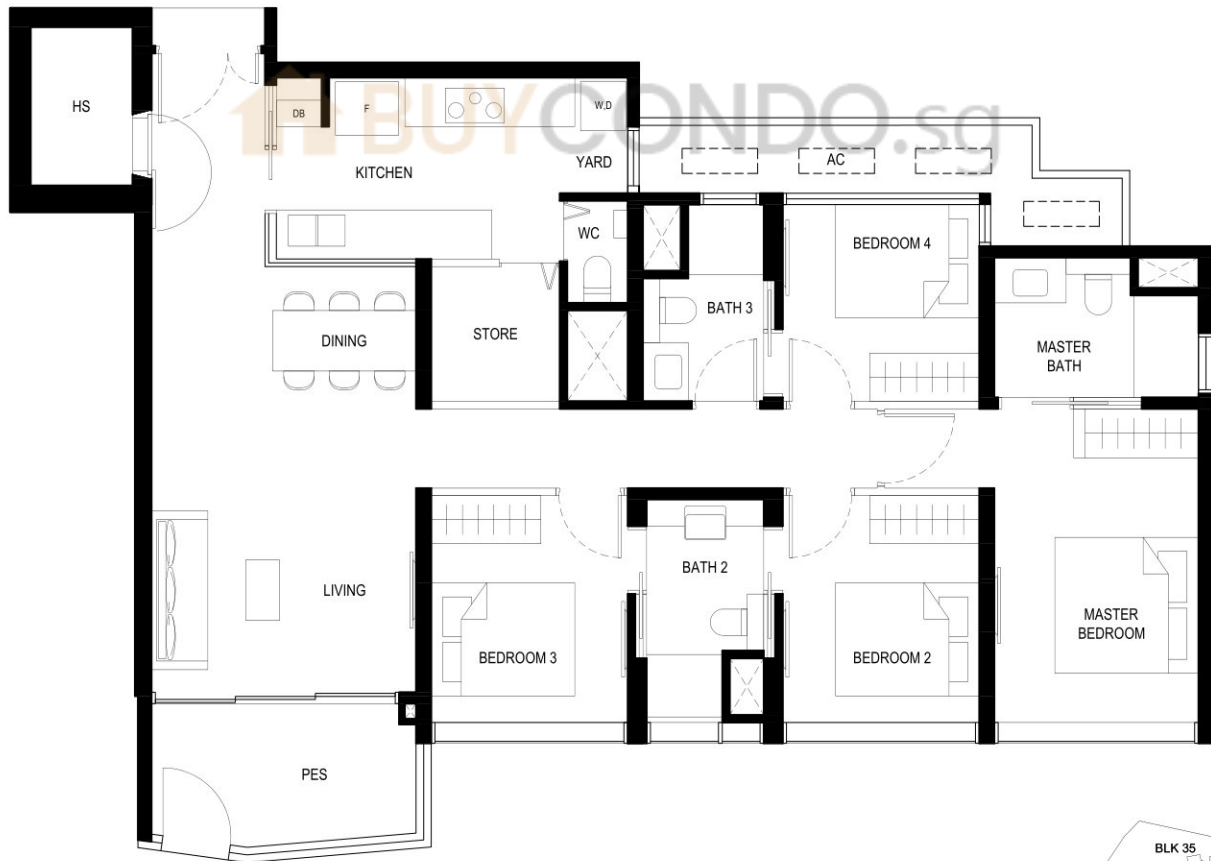 BUYCONDO.sg
HS
DB
F
W,D
KITCHEN
YARD
AC
WC
BEDROOM 4
BATH 3
DINING
STORE
MASTER
BATH
BATH 2
LIVING
BEDROOM 3
BEDROOM 2
MASTER
BEDROOM
PES
BLK 35